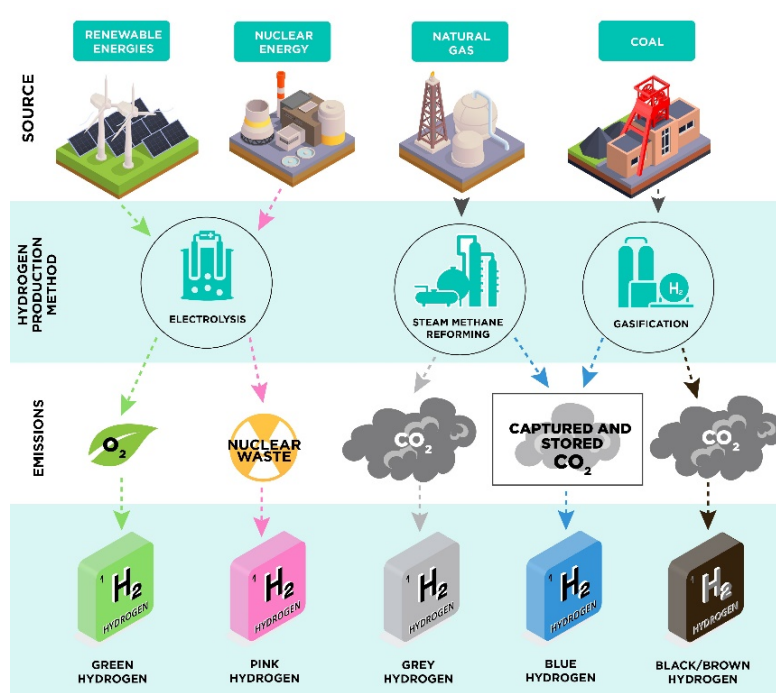 RENEWABLE
ENERGIES
NUCLEAR
ENERGY
NATURAL
GAS
COAL
SOURCE
HYDROGEN
PRODUCTION
METHOD
ELECTROLYSIS
STEAM METHANE
REFORMING
H2
GASIFICATION
EMISSIONS
O2
NUCLEAR
WASTE
CO2
CAPTURED AND
STORED
CO2
CO2
1
H2
HYDROGEN
1
H2
HYDROGEN
1
H2
HYDROGEN
1
H2
HYDROGEN
1
H2
HYDROGEN
GREEN
HYDROGEN
PINK
HYDROGEN
GREY
HYDROGEN
BLUE
HYDROGEN
BLACK/BROWN
HYDROGEN